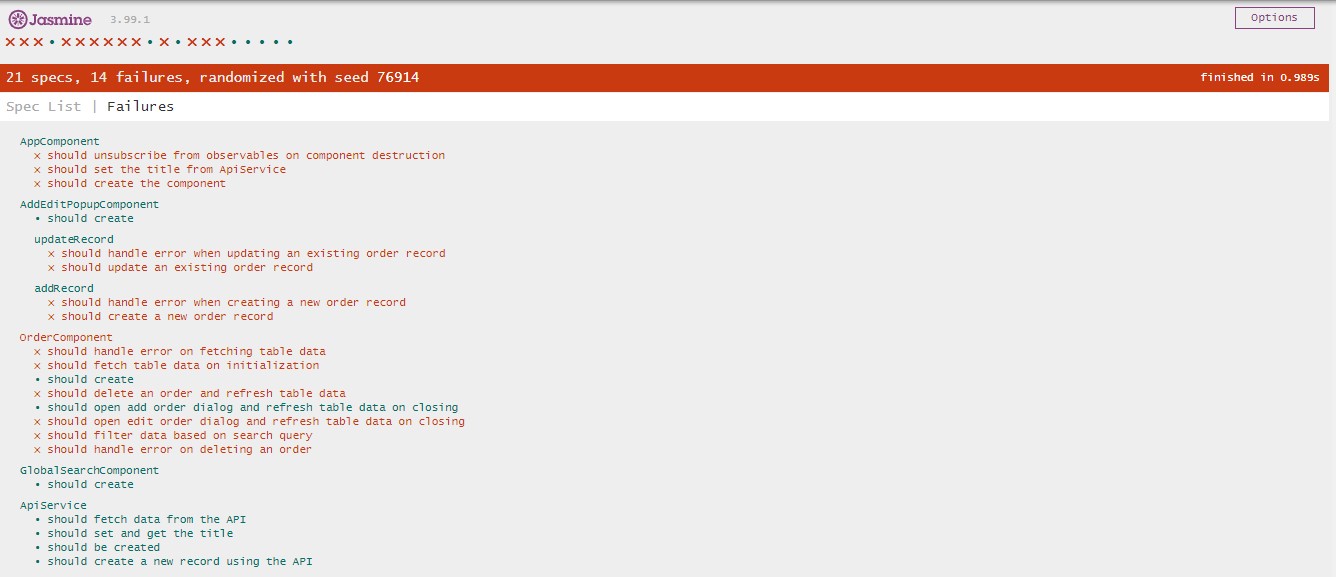 Jasmine 3.99.1 Options
×××•××××××•×•×××•••••
21 specs, 14 failures, randomized with seed 76914 finished in 0.989s
Spec List | Failures
AppComponent
× should unsubscribe from observables on component destruction
× should set the title from ApiService
× should create the component
AddEditPopupComponent
• should create
updateRecord
× should handle error when updating an existing order record
× should update an existing order record
addRecord
× should handle error when creating a new order record
× should create a new order record
OrderComponent
× should handle error on fetching table data
× should fetch table data on initialization
• should create
× should delete an order and refresh table data
• should open add order dialog and refresh table data on closing
× should open edit order dialog and refresh table data on closing
× should filter data based on search query
× should handle error on deleting an order
GlobalSearchComponent
• should create
ApiService
• should fetch data from the API
• should set and get the title
• should be created
• should create a new record using the API